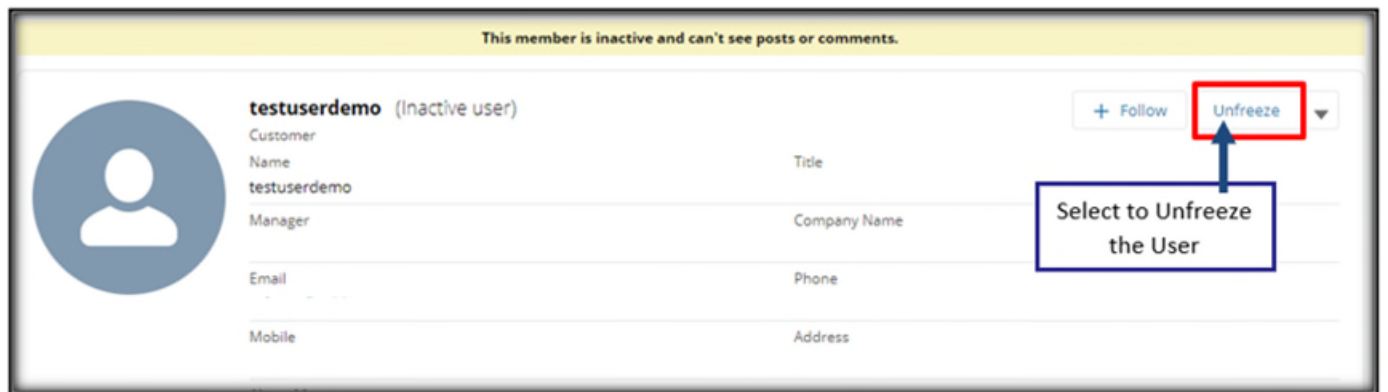 This member is inactive and can't see posts or comments.
testuserdemo (Inactive user)
+ Follow
Unfreeze
Customer
Name
Title
testuserdemo
Manager
Company Name
Select to Unfreeze
the User
Email
Phone
Mobile
Address